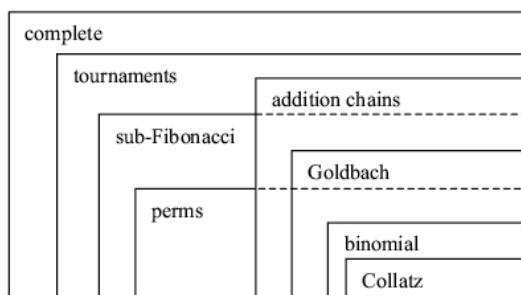 complete
tournaments
addition chains
sub-Fibonacci
Goldbach
perms
binomial
Collatz